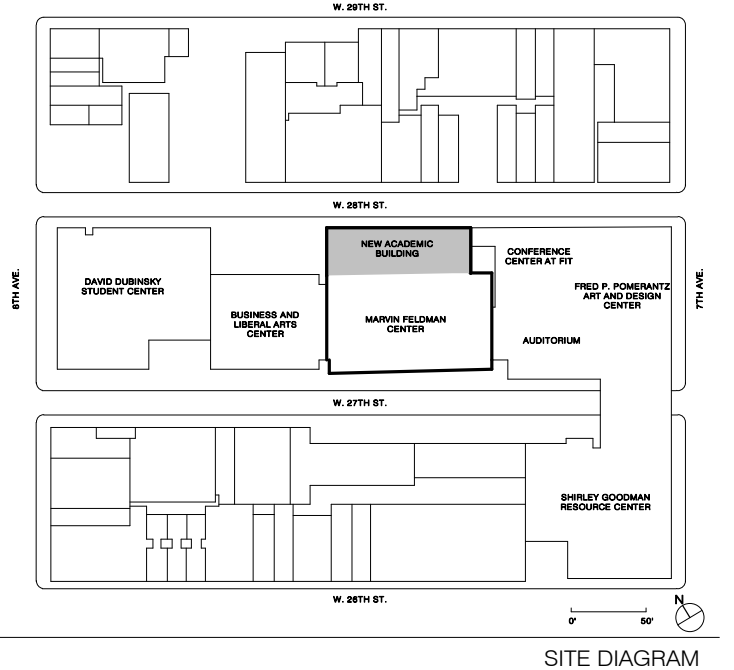 W. 29TH ST.
W. 28TH ST.
NEW ACADEMIC
BUILDING
CONFERENCE
CENTER AT FIT
DAVID DUBINSKY
STUDENT CENTER
FRED P. POMERANTZ
ART AND DESIGN
CENTER
8TH AVE.
7TH AVE.
BUSINESS AND
LIBERAL ARTS
CENTER
MARVIN FELDMAN
CENTER
AUDITORIUM
W. 27TH ST.
SHIRLEY GOODMAN
RESOURCE CENTER
W. 26TH ST.
N
0'
50'
SITE DIAGRAM